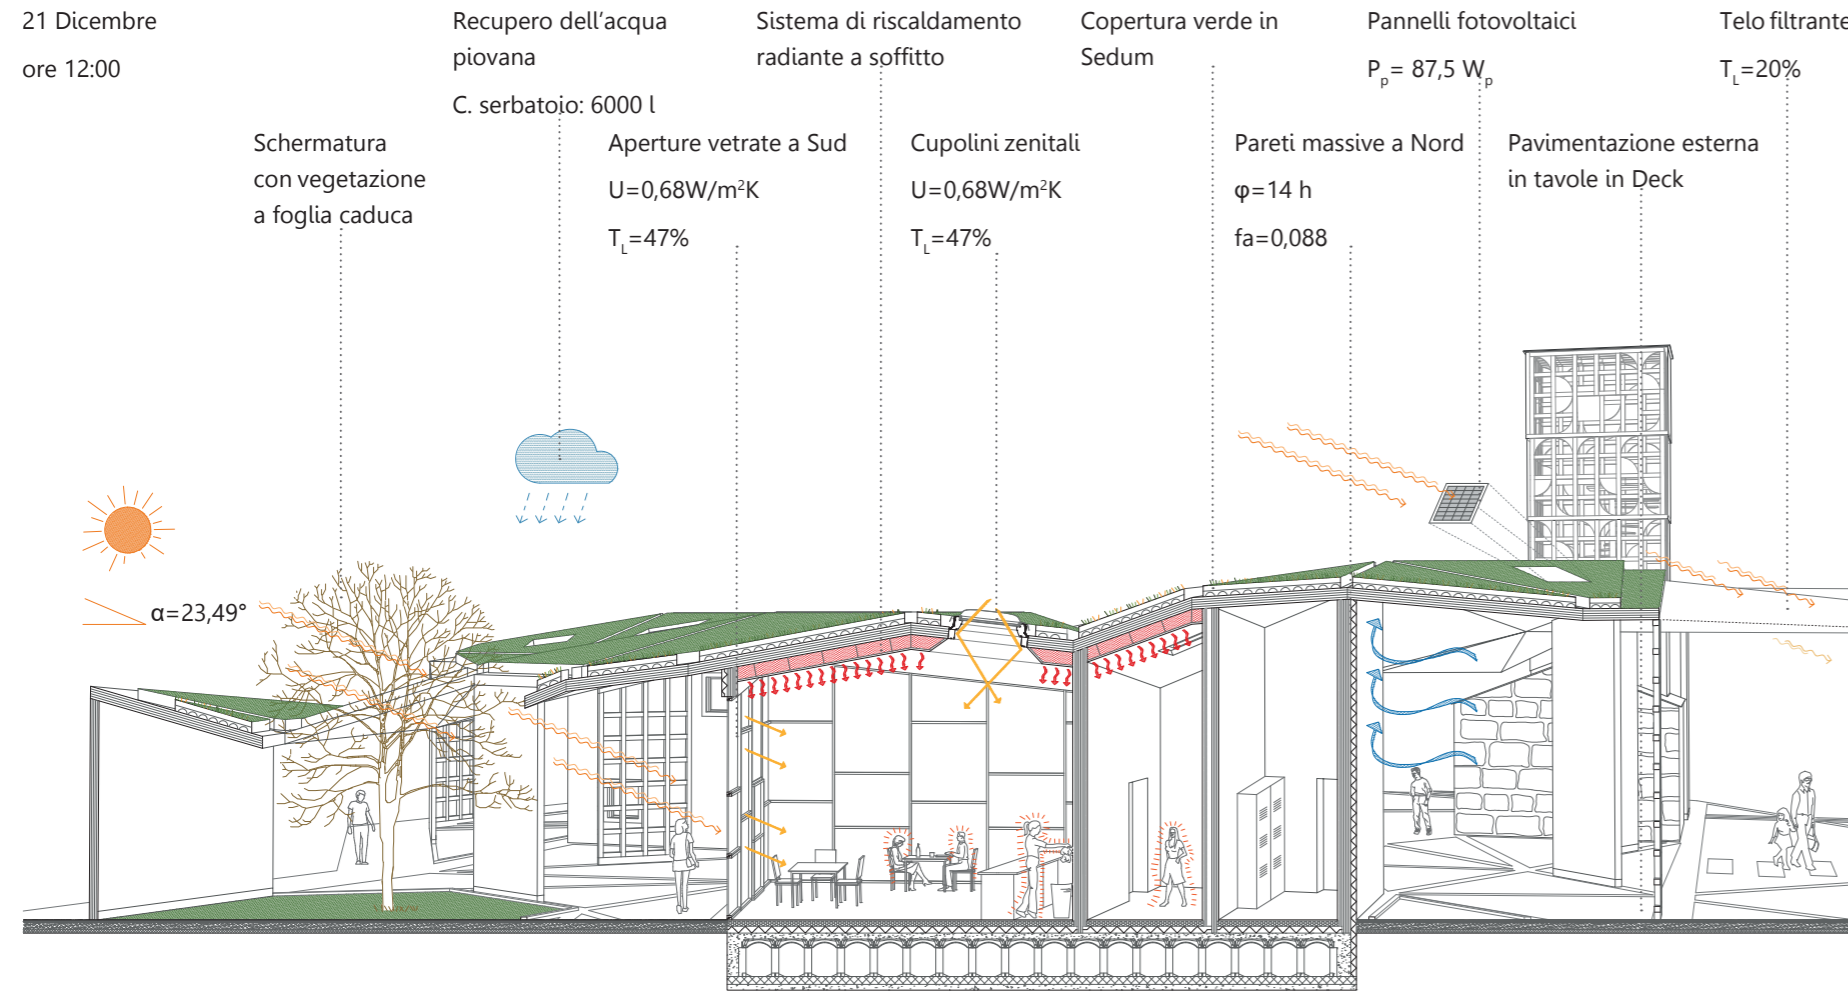 21 Dicembre
ore 12:00
Recupero dell'acqua
piovana
C. serbatoio: 6000 l
Sistema di riscaldamento
radiante a soffitto
Copertura verde in
Sedum
Pannelli fotovoltaici
Pₚ= 87,5 Wₚ
Telo filtrante
T_L=20%
Schermatura
con vegetazione
a foglia caduca
Aperture vetrate a Sud
U=0,68W/m²K
T_L=47%
Cupolini zenitali
U=0,68W/m²K
T_L=47%
Pareti massive a Nord
φ=14 h
fa=0,088
Pavimentazione esterna
in tavole in Deck
α=23,49°